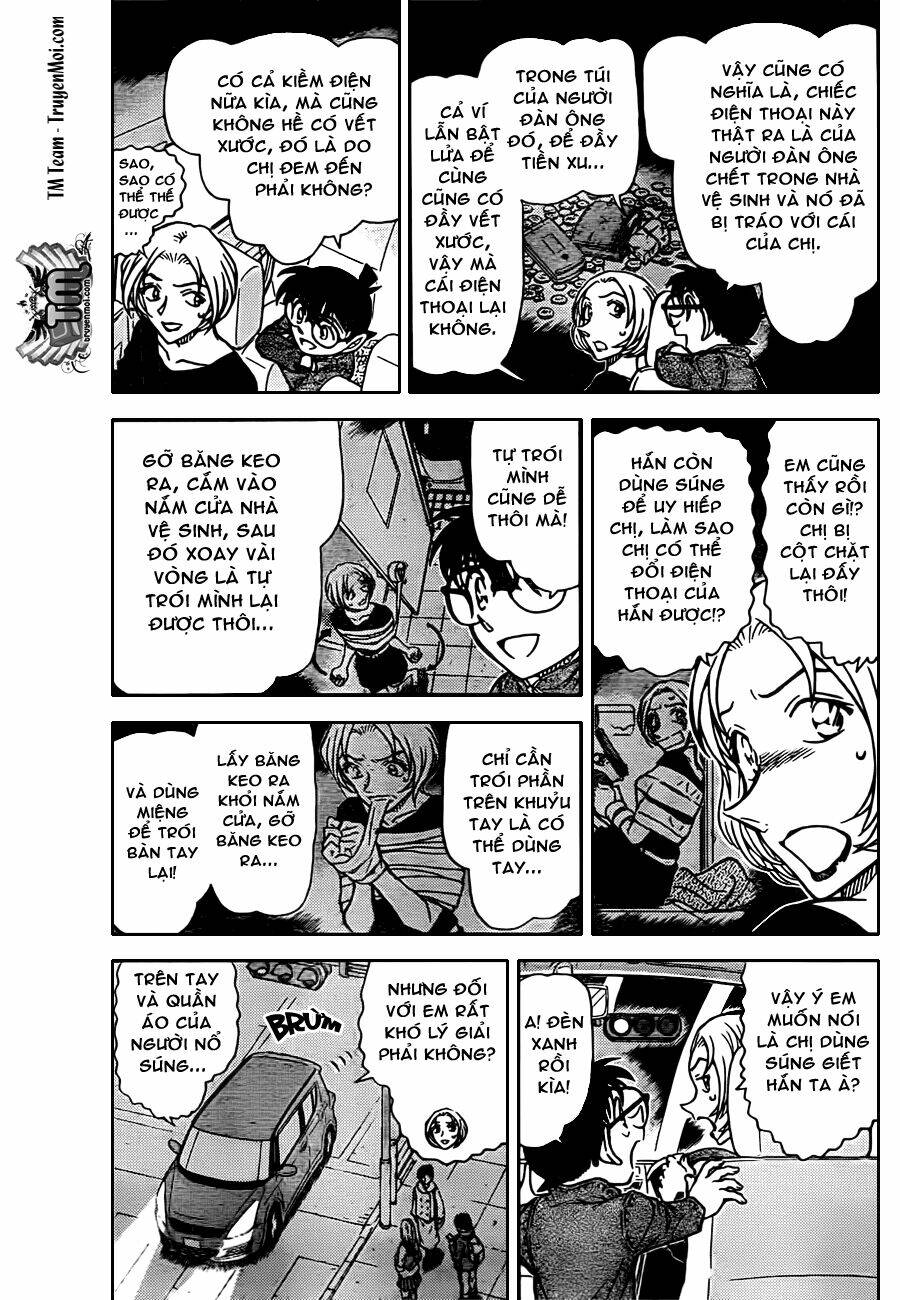 VẬY CŨNG CÓ
NGHĨA LÀ, CHIẾC
ĐIỆN THOẠI NÀY
THẬT RA LÀ CỦA
NGƯỜI ĐÀN ÔNG
CHẾT TRONG NHÀ
VỆ SINH VÀ NÓ ĐÃ
BỊ TRÁO VỚI CÁI
CỦA CHỊ.
TRONG TÚI
CỦA NGƯỜI
ĐÀN ÔNG
ĐÓ, ĐỂ ĐẦY
TIỀN XU...
CẢ VÍ
LẪN BẬT
LỬA ĐỂ
CÙNG
CŨNG CÓ
ĐẦY VẾT
XƯỚC,
VẬY MÀ
CÁI ĐIỆN
THOẠI LẠI
KHÔNG.
CÓ CẢ KIỀM ĐIỆN
NỮA KÌA, MÀ CŨNG
KHÔNG HỀ CÓ VẾT
XƯỚC, ĐÓ LÀ DO
CHỊ ĐEM ĐẾN
PHẢI KHÔNG?
SAO,
SAO CÓ
THỂ THẾ
ĐƯỢC
...
TM Team - TruyenMoi.com
TM
truyenmoi.com
EM CŨNG
THẤY RỒI
CÒN GÌ!?
CHỊ BỊ
CỘT CHẶT
LẠI ĐẤY
THÔI!
HẮN CÒN
DÙNG SÚNG
ĐỂ UY HIẾP
CHỊ, LÀM SAO
CHỊ CÓ THỂ
ĐỔI ĐIỆN
THOẠI CỦA
HẮN ĐƯỢC!?
TỰ TRÓI
MÌNH
CŨNG DỄ
THÔI MÀ!
GỠ BĂNG KEO
RA, CẮM VÀO
NẮM CỬA NHÀ
VỆ SINH, SAU
ĐÓ XOAY VÀI
VÒNG LÀ TỰ
TRÓI MÌNH LẠI
ĐƯỢC THÔI...
CHỈ CẦN
TRÓI PHẦN
TRÊN KHUỶU
TAY LÀ CÓ
THỂ DÙNG
TAY...
LẤY BĂNG
KEO RA
KHỎI NẮM
CỬA, GỠ
BĂNG KEO
RA...
VÀ DÙNG
MIỆNG
ĐỂ TRÓI
BÀN TAY
LẠI!
VẬY Ý EM
MUỐN NÓI
LÀ CHỊ DÙNG
SÚNG GIẾT
HẮN TA À?
A! ĐÈN
XANH
RỒI
KÌA!
NHƯNG ĐỐI
VỚI EM RẤT
KHÓ LÝ GIẢI
PHẢI KHÔNG?
BRỪM
TRÊN TAY
VÀ QUẦN
ÁO CỦA
NGƯỜI NỔ
SÚNG...